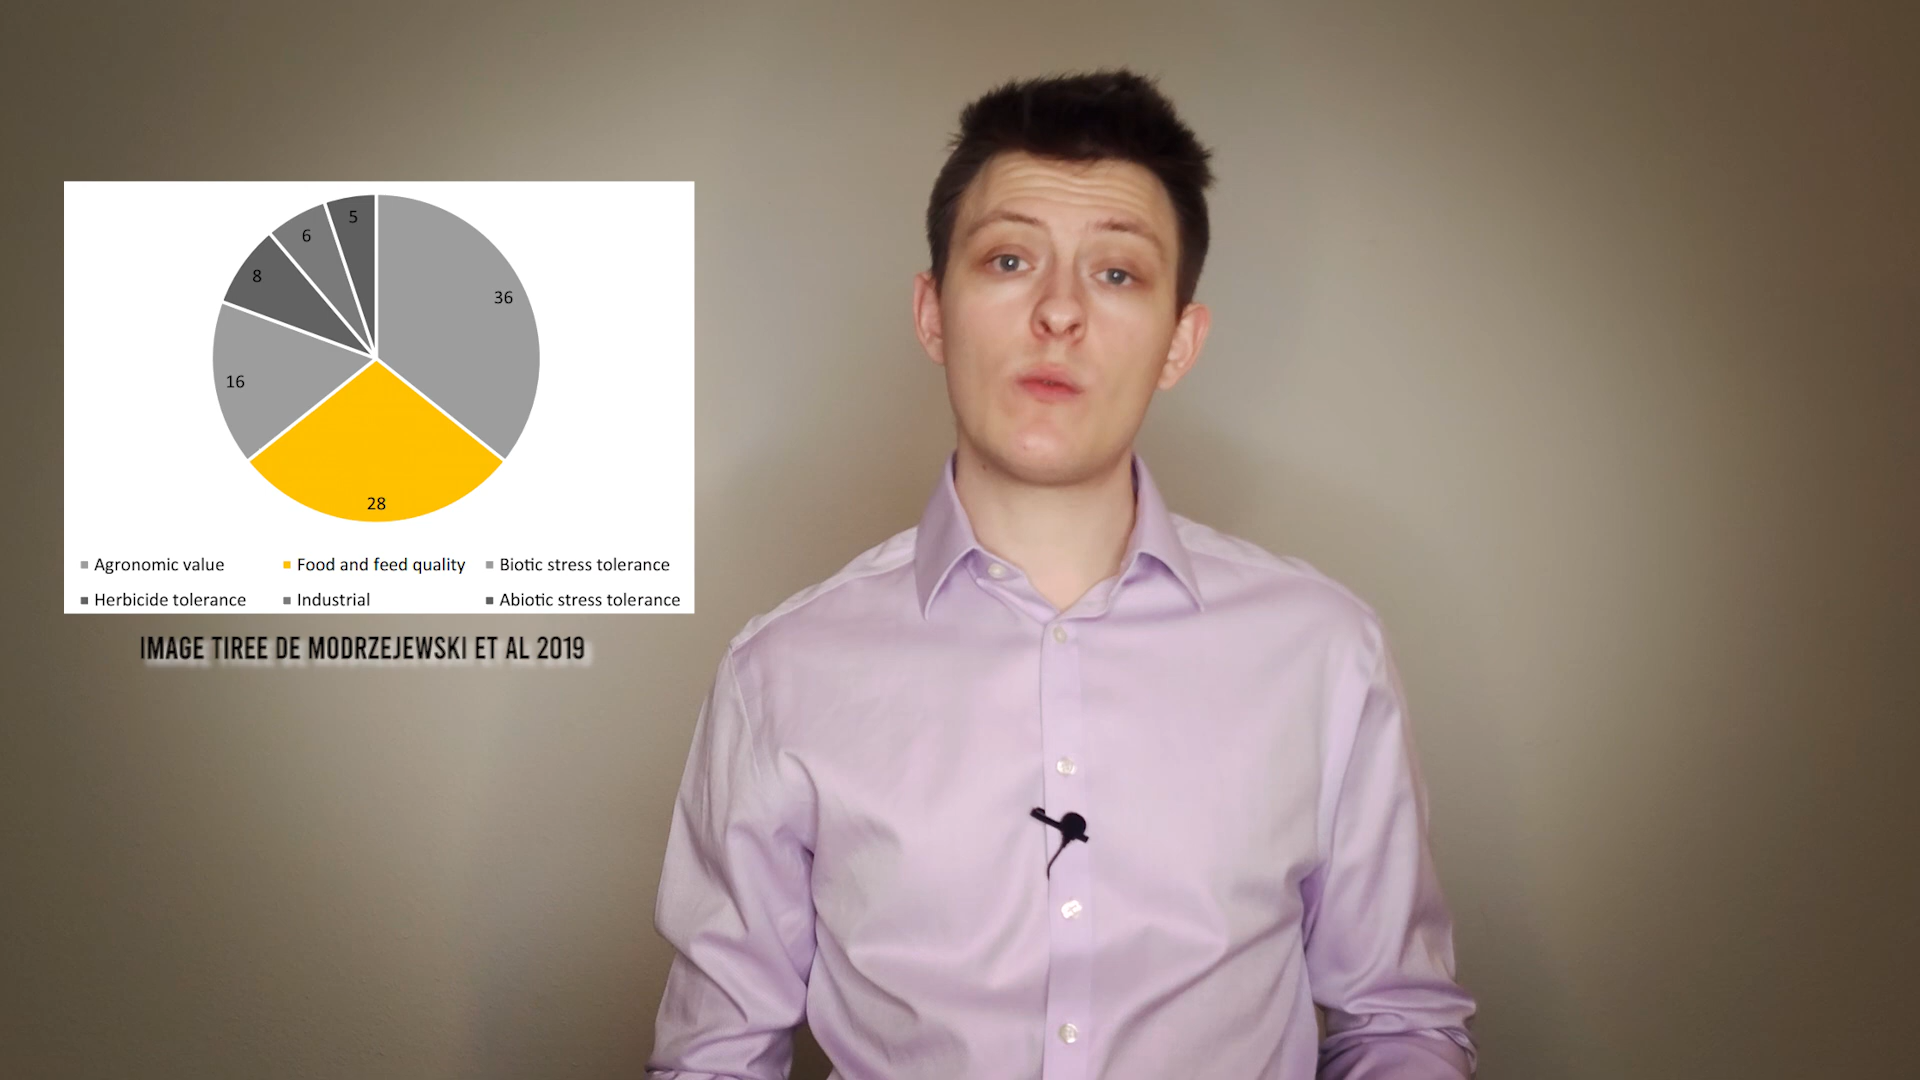 5
6
36
8
16
28
Agronomic value
Food and feed quality
Biotic stress tolerance
Herbicide tolerance
Industrial
Abiotic stress tolerance
IMAGE TIREE DE MODRZEJEWSKI ET AL 2019